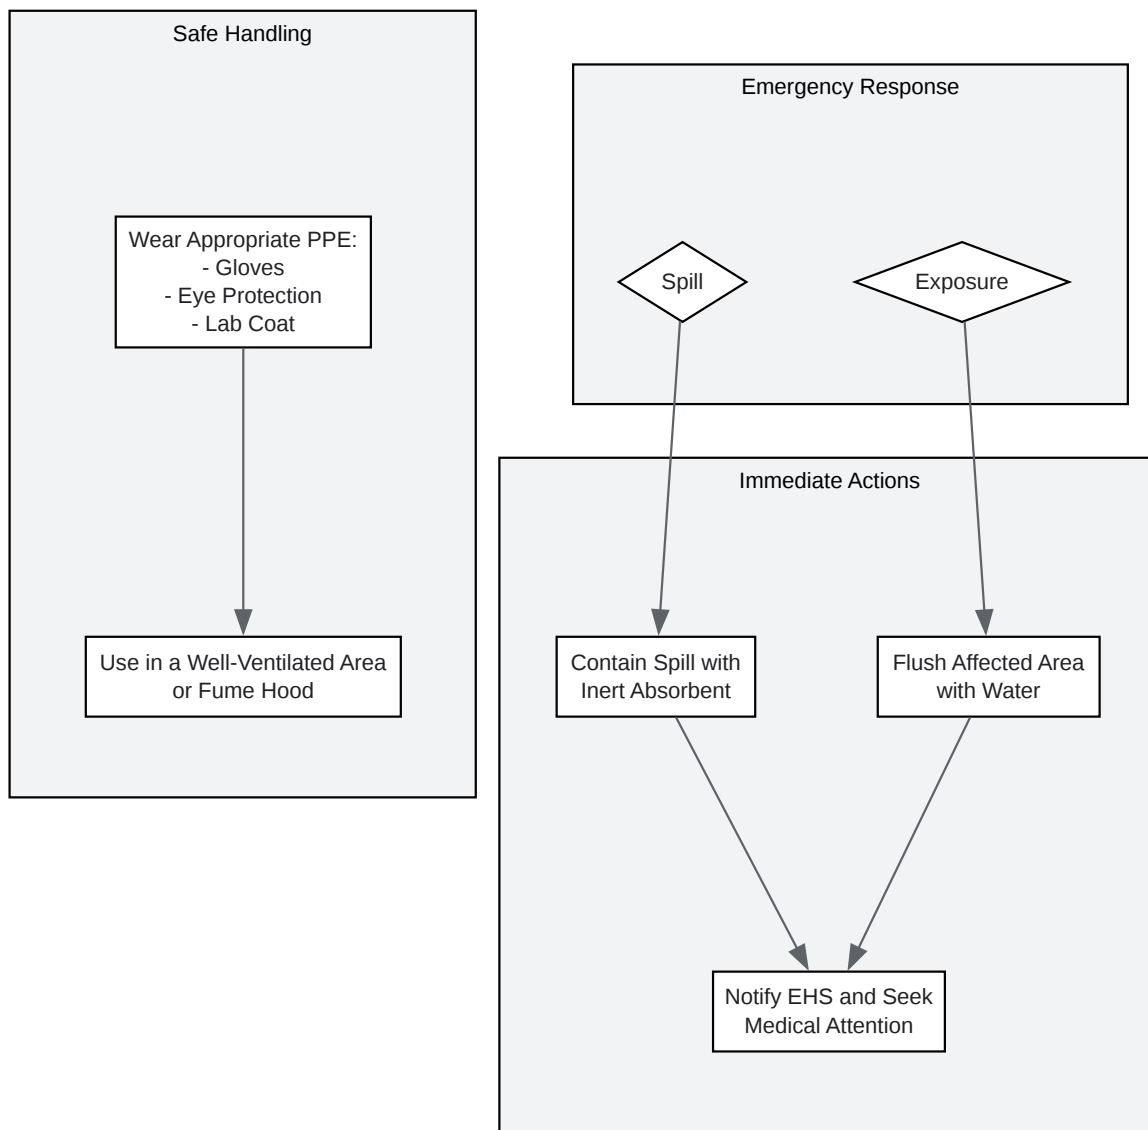 Safe Handling
Wear Appropriate PPE:
- Gloves
- Eye Protection
- Lab Coat
Use in a Well-Ventilated Area
or Fume Hood
Emergency Response
Spill
Exposure
Immediate Actions
Contain Spill with
Inert Absorbent
Flush Affected Area
with Water
Notify EHS and Seek
Medical Attention